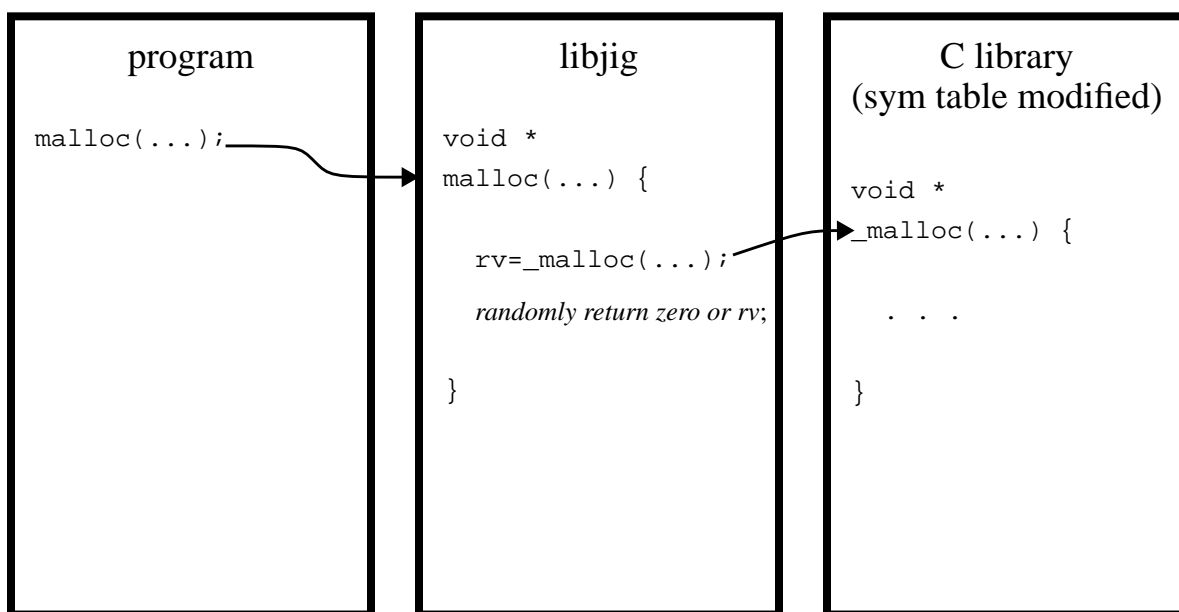 program
malloc(...);
libjig
void *
malloc(...) {
rv=_malloc(...);
randomly return zero or rv;
}
C library
(sym table modified)
void *
_malloc(...) {
. . .
}